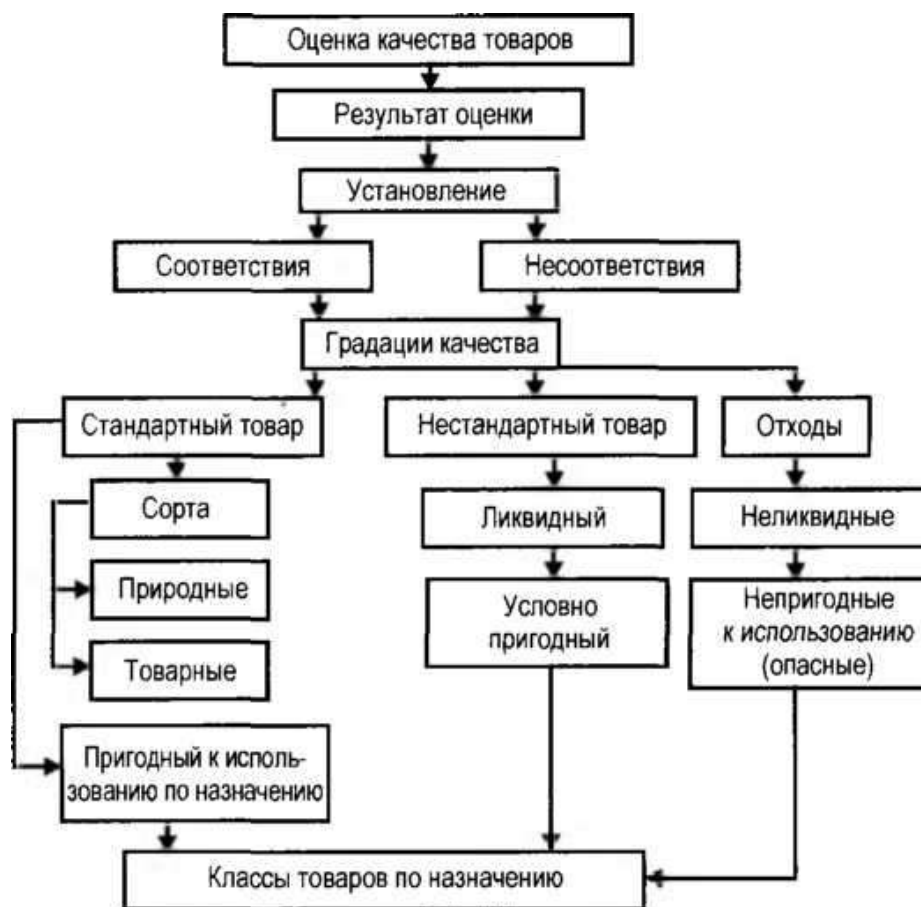 Оценка качества товаров
Результат оценки
Установление
Соответствия
Несоответствия
Градации качества
Стандартный товар
Нестандартный товар
Отходы
Сорта
Ликвидный
Неликвидные
Природные
Условно
пригодный
Непригодные
к использованию
(опасные)
Товарные
Пригодный к исполь-
зованию по назначению
Классы товаров по назначению